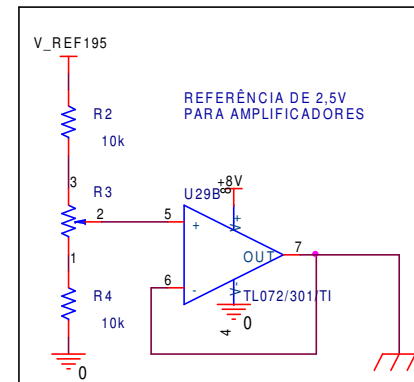 V_REF195
R2
10k
REFERÊNCIA DE 2,5V
PARA AMPLIFICADORES
3
R3
2
1
R4
10k
0
U29B
+8V
8
V+
5
+
6
-
OUT
7
V-
TL072/301/TI
4
0